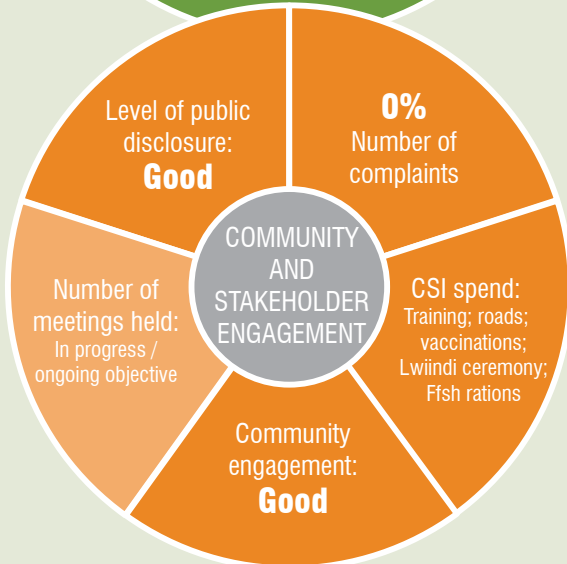 Level of public
disclosure:
Good
0%
Number of
complaints
COMMUNITY
AND
STAKEHOLDER
ENGAGEMENT
Number of
meetings held:
In progress /
ongoing objective
CSI spend:
Training; roads;
vaccinations;
Lwiindi ceremony;
Ffsh rations
Community
engagement:
Good